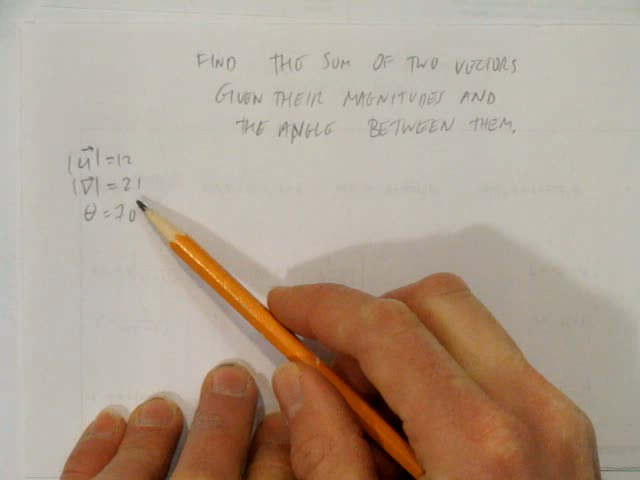 FIND THE SUM OF TWO VECTORS
GIVEN THEIR MAGNITUDES AND
THE ANGLE BETWEEN THEM.
|u⃗| = 12
|v⃗| = 21
θ = 70